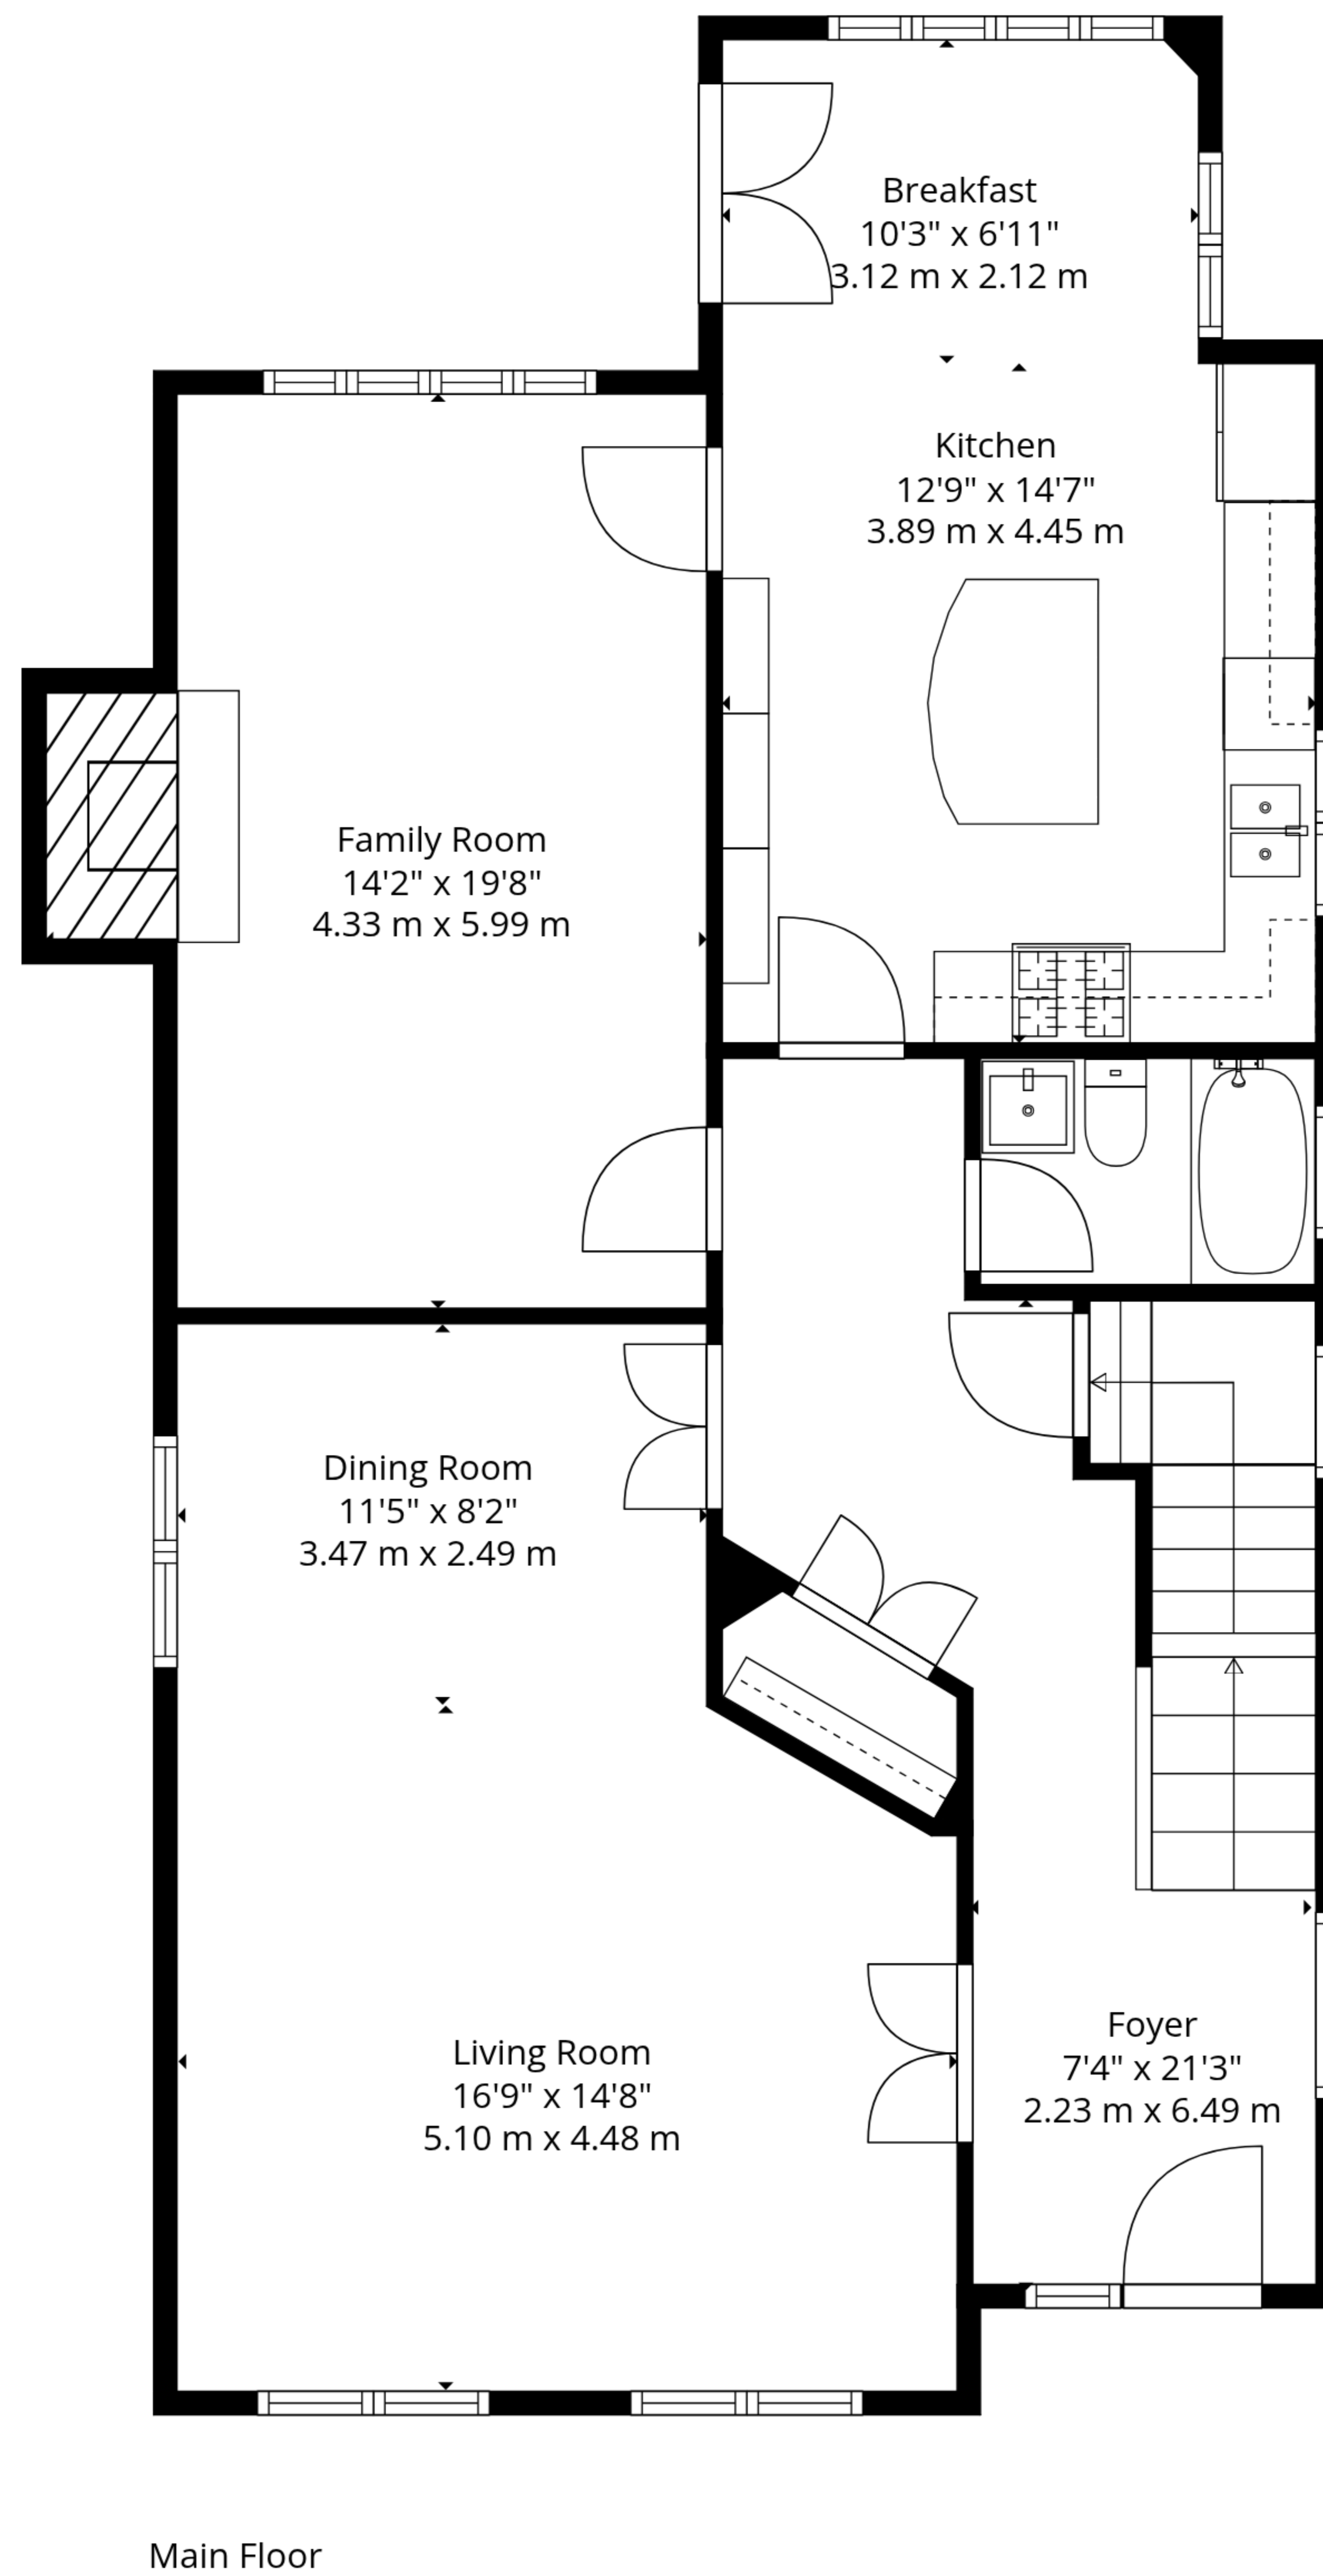 Breakfast
10'3" x 6'11"
3.12 m x 2.12 m
Kitchen
12'9" x 14'7"
3.89 m x 4.45 m
Family Room
14'2" x 19'8"
4.33 m x 5.99 m
Dining Room
11'5" x 8'2"
3.47 m x 2.49 m
Living Room
16'9" x 14'8"
5.10 m x 4.48 m
Foyer
7'4" x 21'3"
2.23 m x 6.49 m
Main Floor